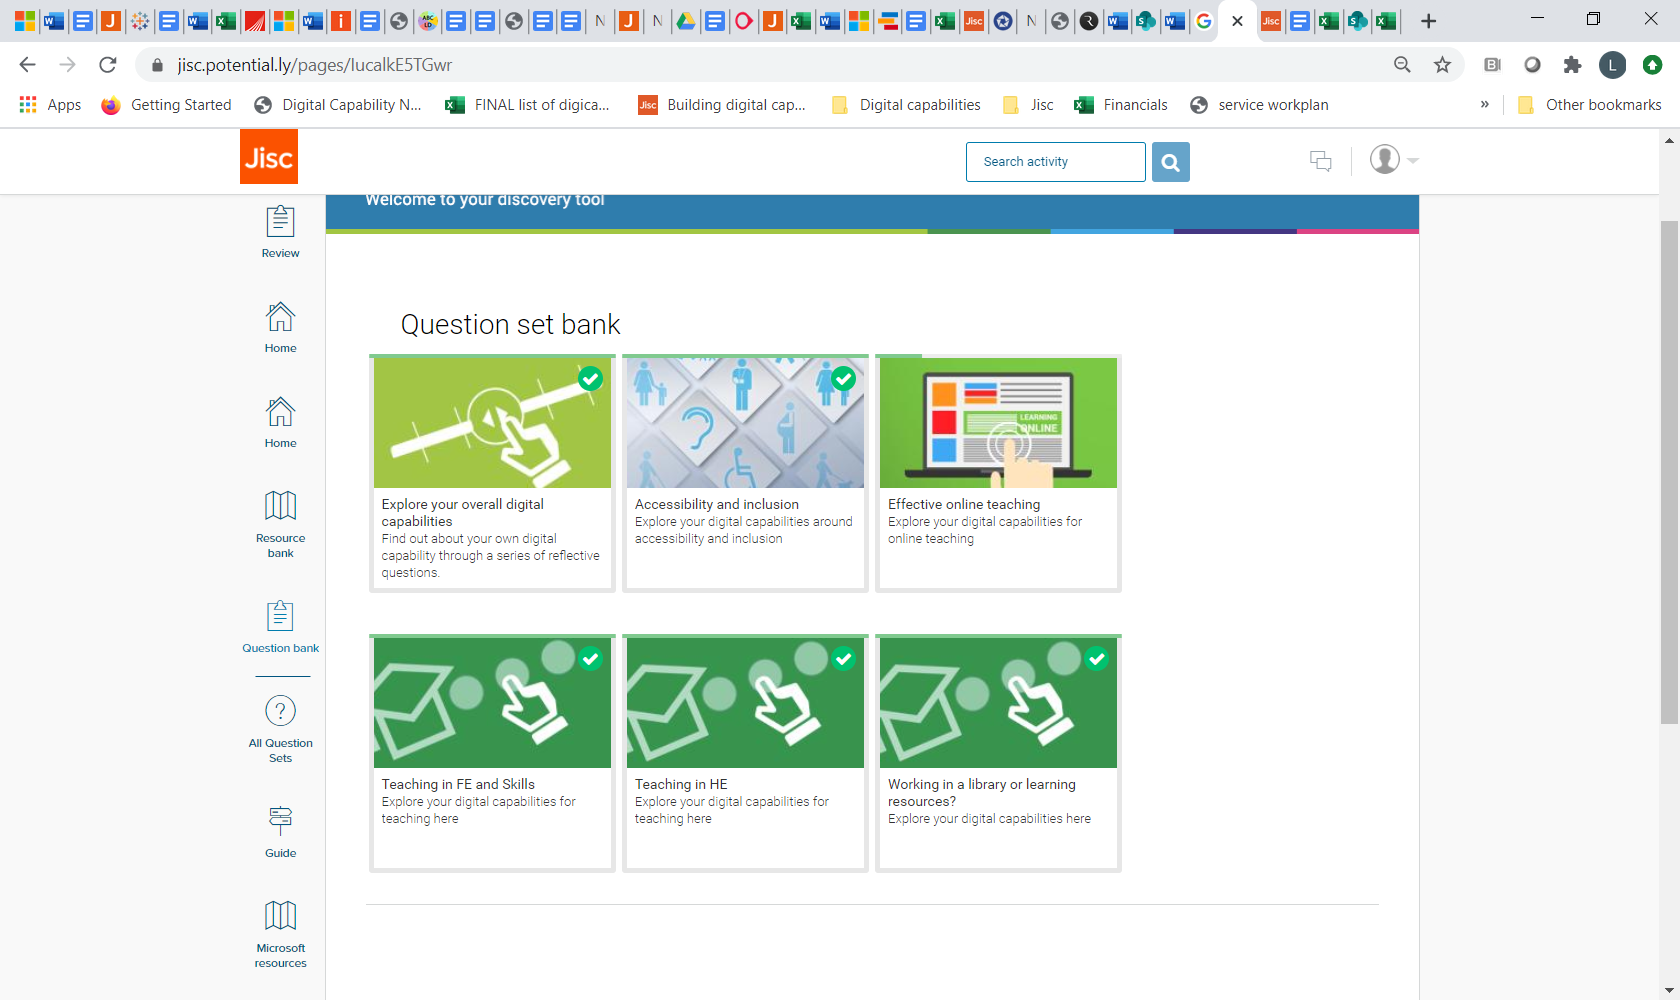 jisc.potential.ly/pages/IucalkE5TGwr
L
Apps
Getting Started
Digital Capability N...
FINAL list of digica...
Jisc
Building digital cap...
Digital capabilities
Jisc
Financials
service workplan
»
Other bookmarks
Jisc
Search activity
Welcome to your discovery tool
Review
Home
Home
Resource
bank
Question bank
All Question
Sets
Guide
Microsoft
resources
Question set bank
LEARNING
ONLINE
Explore your overall digital
capabilities
Find out about your own digital
capability through a series of reflective
questions.
Accessibility and inclusion
Explore your digital capabilities around
accessibility and inclusion
Effective online teaching
Explore your digital capabilities for
online teaching
Teaching in FE and Skills
Explore your digital capabilities for
teaching here
Teaching in HE
Explore your digital capabilities for
teaching here
Working in a library or learning
resources?
Explore your digital capabilities here